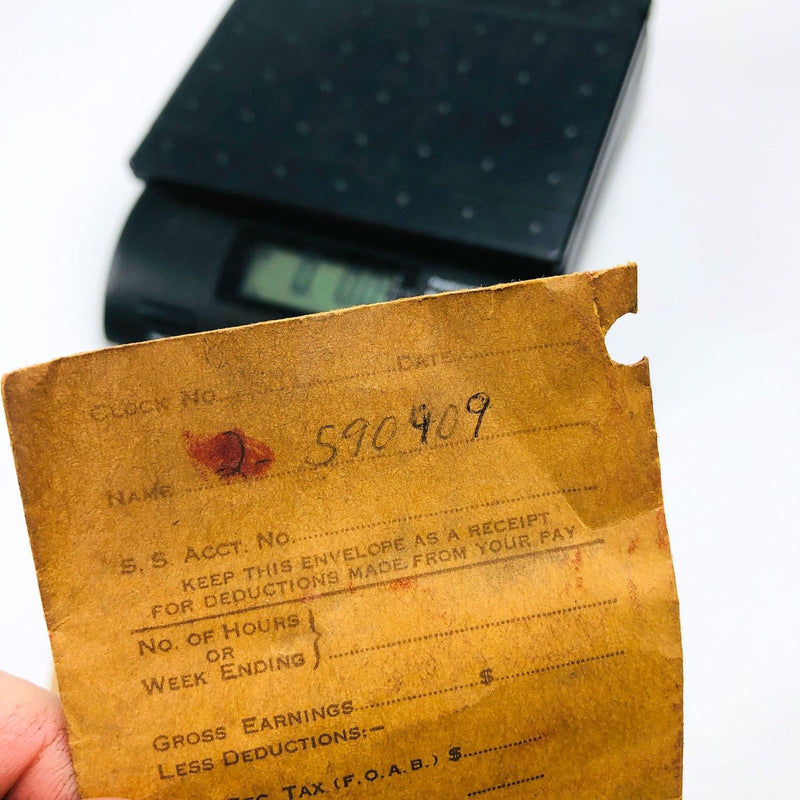 CLOCK NO. DATE
2- 590409
NAME
S. S. ACCT. NO.
KEEP THIS ENVELOPE AS A RECEIPT
FOR DEDUCTIONS MADE FROM YOUR PAY
NO. OF HOURS
OR
WEEK ENDING
GROSS EARNINGS $
LESS DEDUCTIONS:-
TAX (F.O.A.B.) $